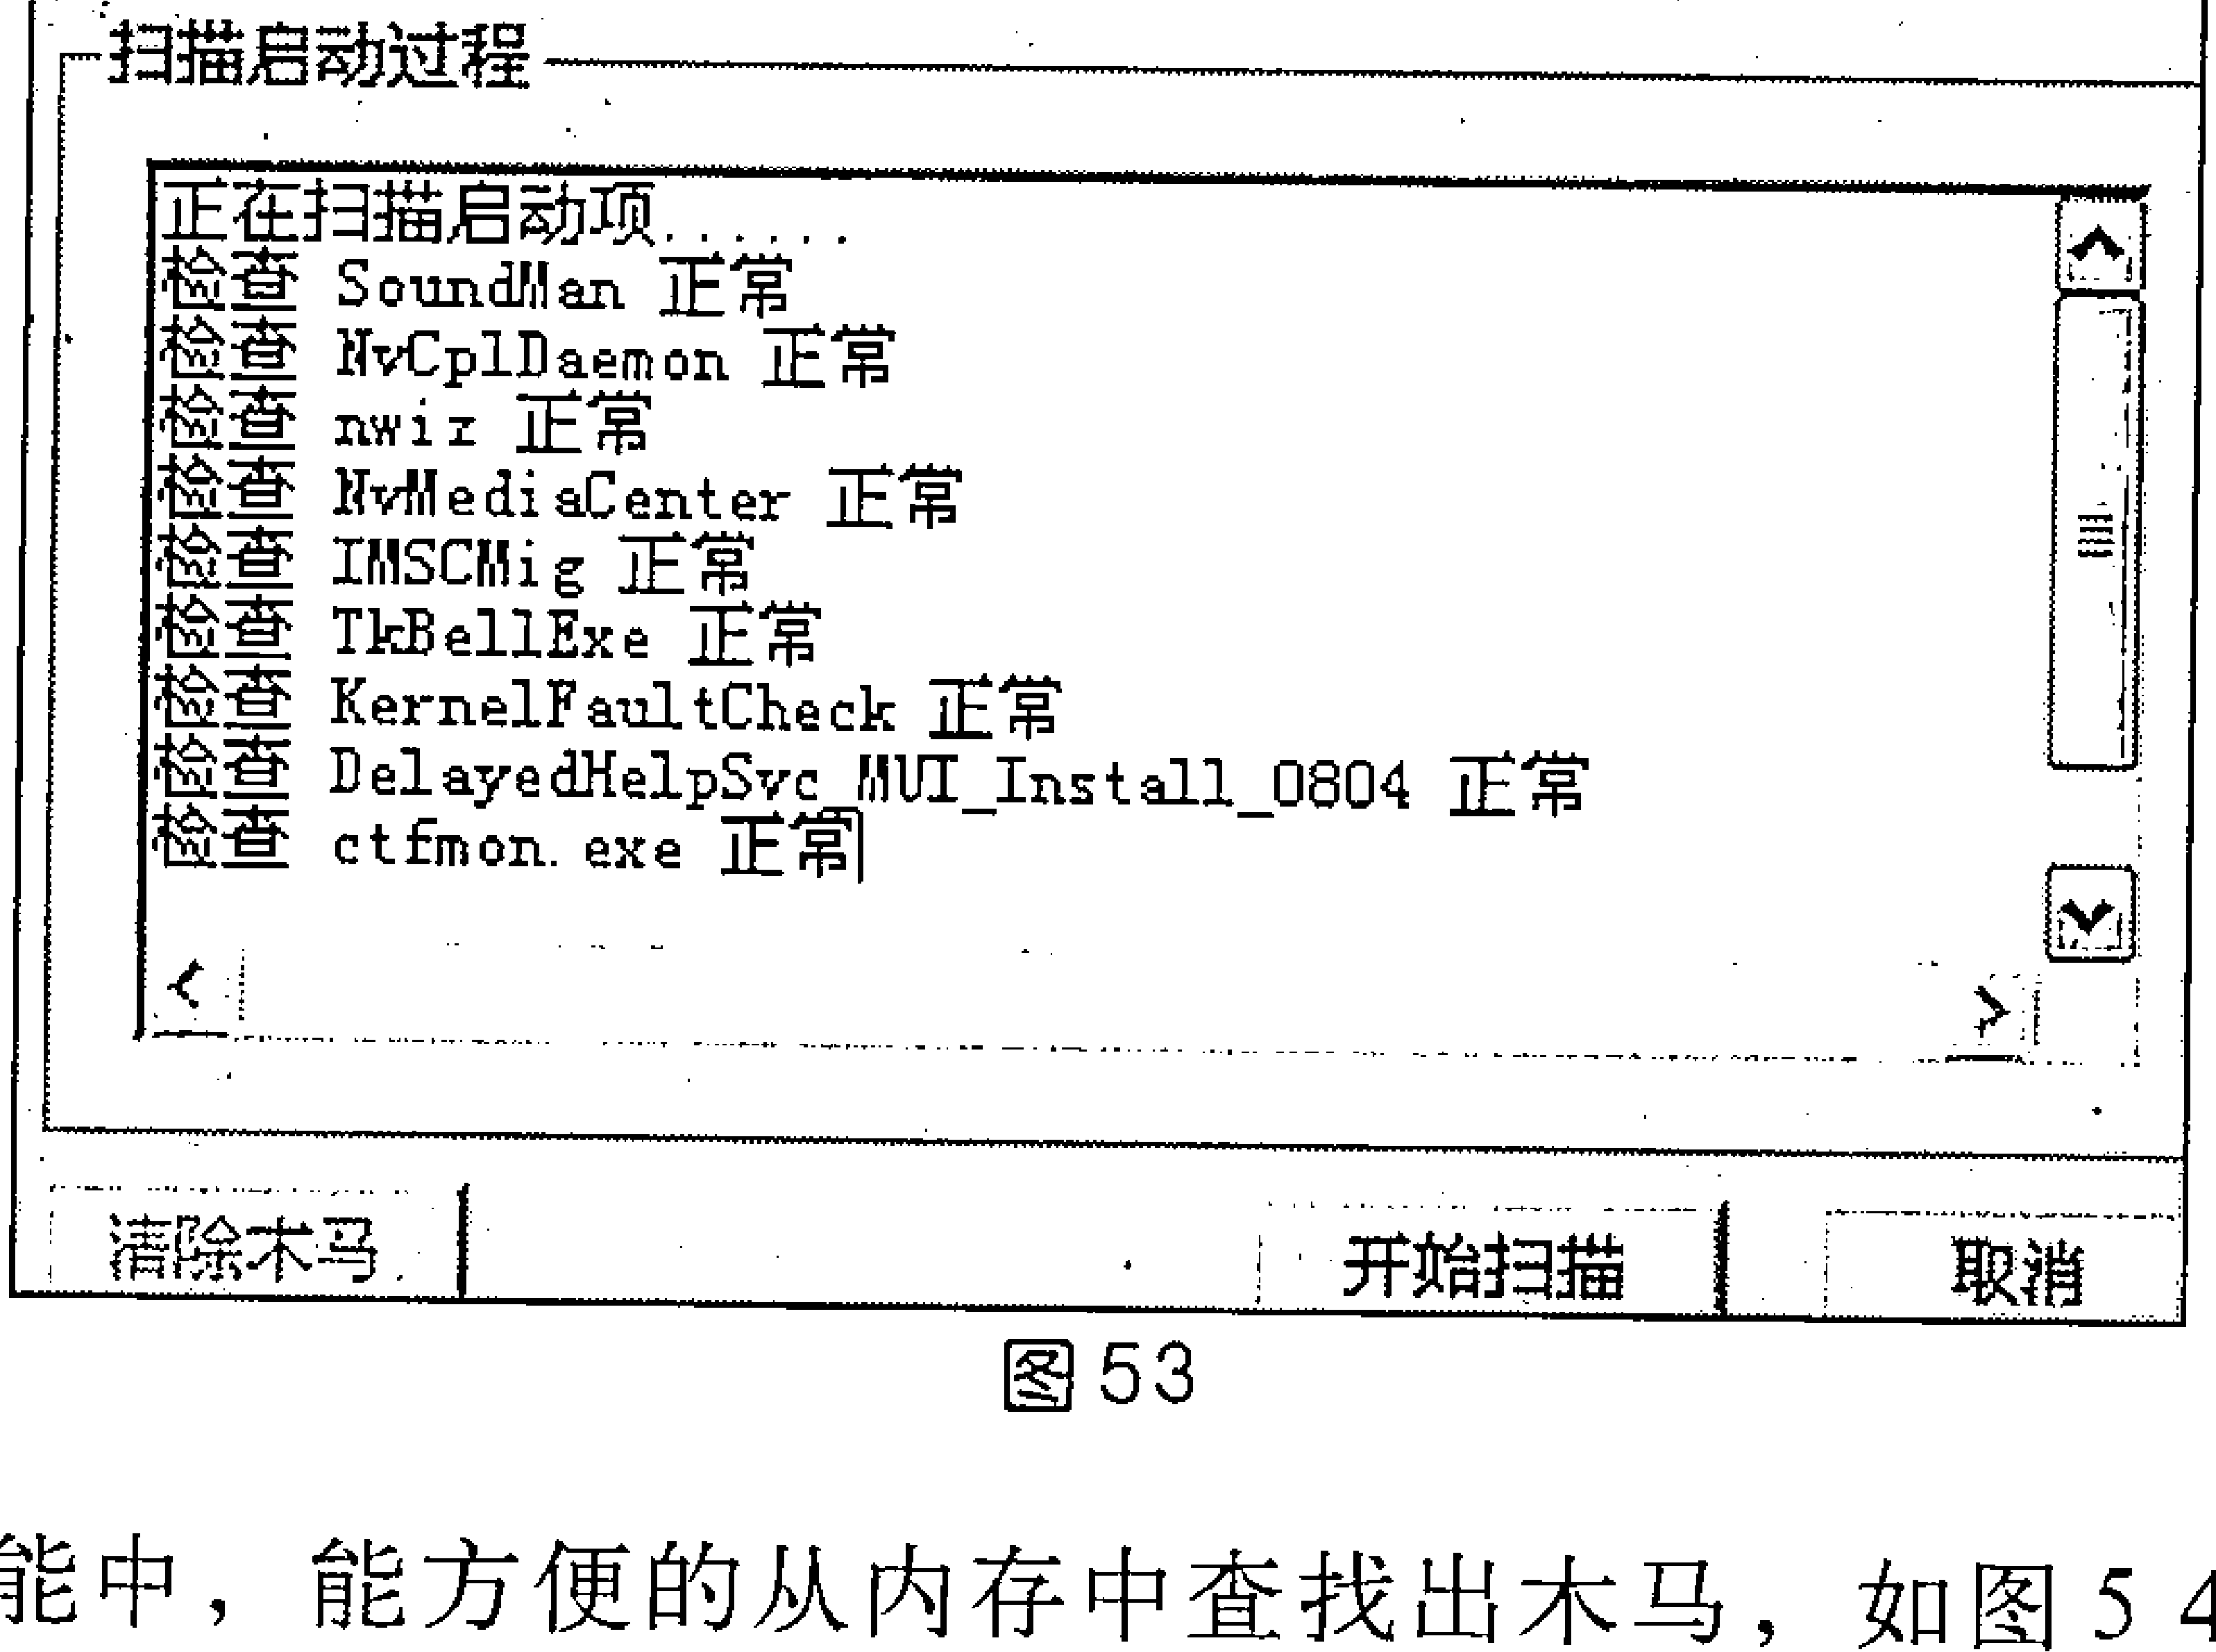 扫描启动过程
正在扫描启动项......
检查 SoundMan 正常
检查 NvCplDaemon 正常
检查 nwiz 正常
检查 NvMediaCenter 正常
检查 IMSCMig 正常
检查 TkBellExe 正常
检查 KernelFaultCheck 正常
检查 DelayedHelpSvc_MUI_Install_0804 正常
检查 ctfmon.exe 正常
清除木马 开始扫描 取消
图 53
能中，能方便的从内存中查找出木马，如图 5 4